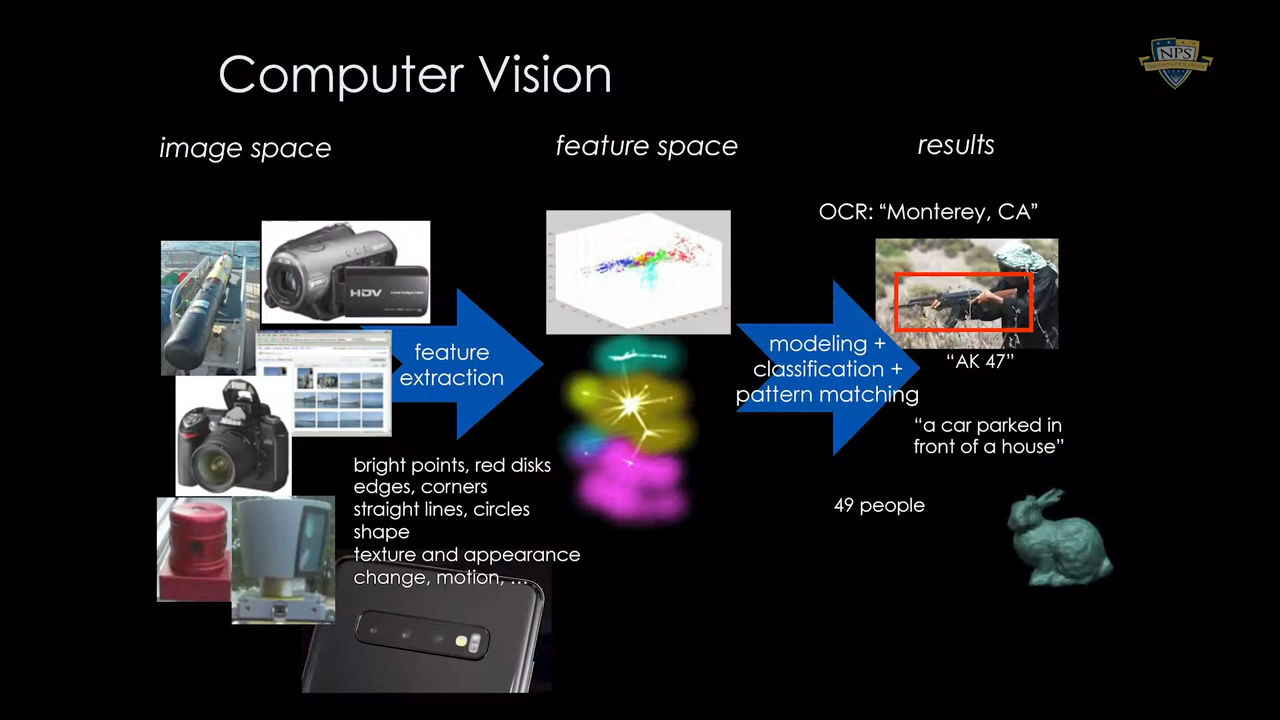 Computer Vision
NPS
image space
feature space
results
OCR: “Monterey, CA”
HDV
feature
extraction
modeling +
classification +
pattern matching
“AK 47”
“a car parked in
front of a house”
bright points, red disks
edges, corners
straight lines, circles
shape
texture and appearance
change, motion, …
49 people